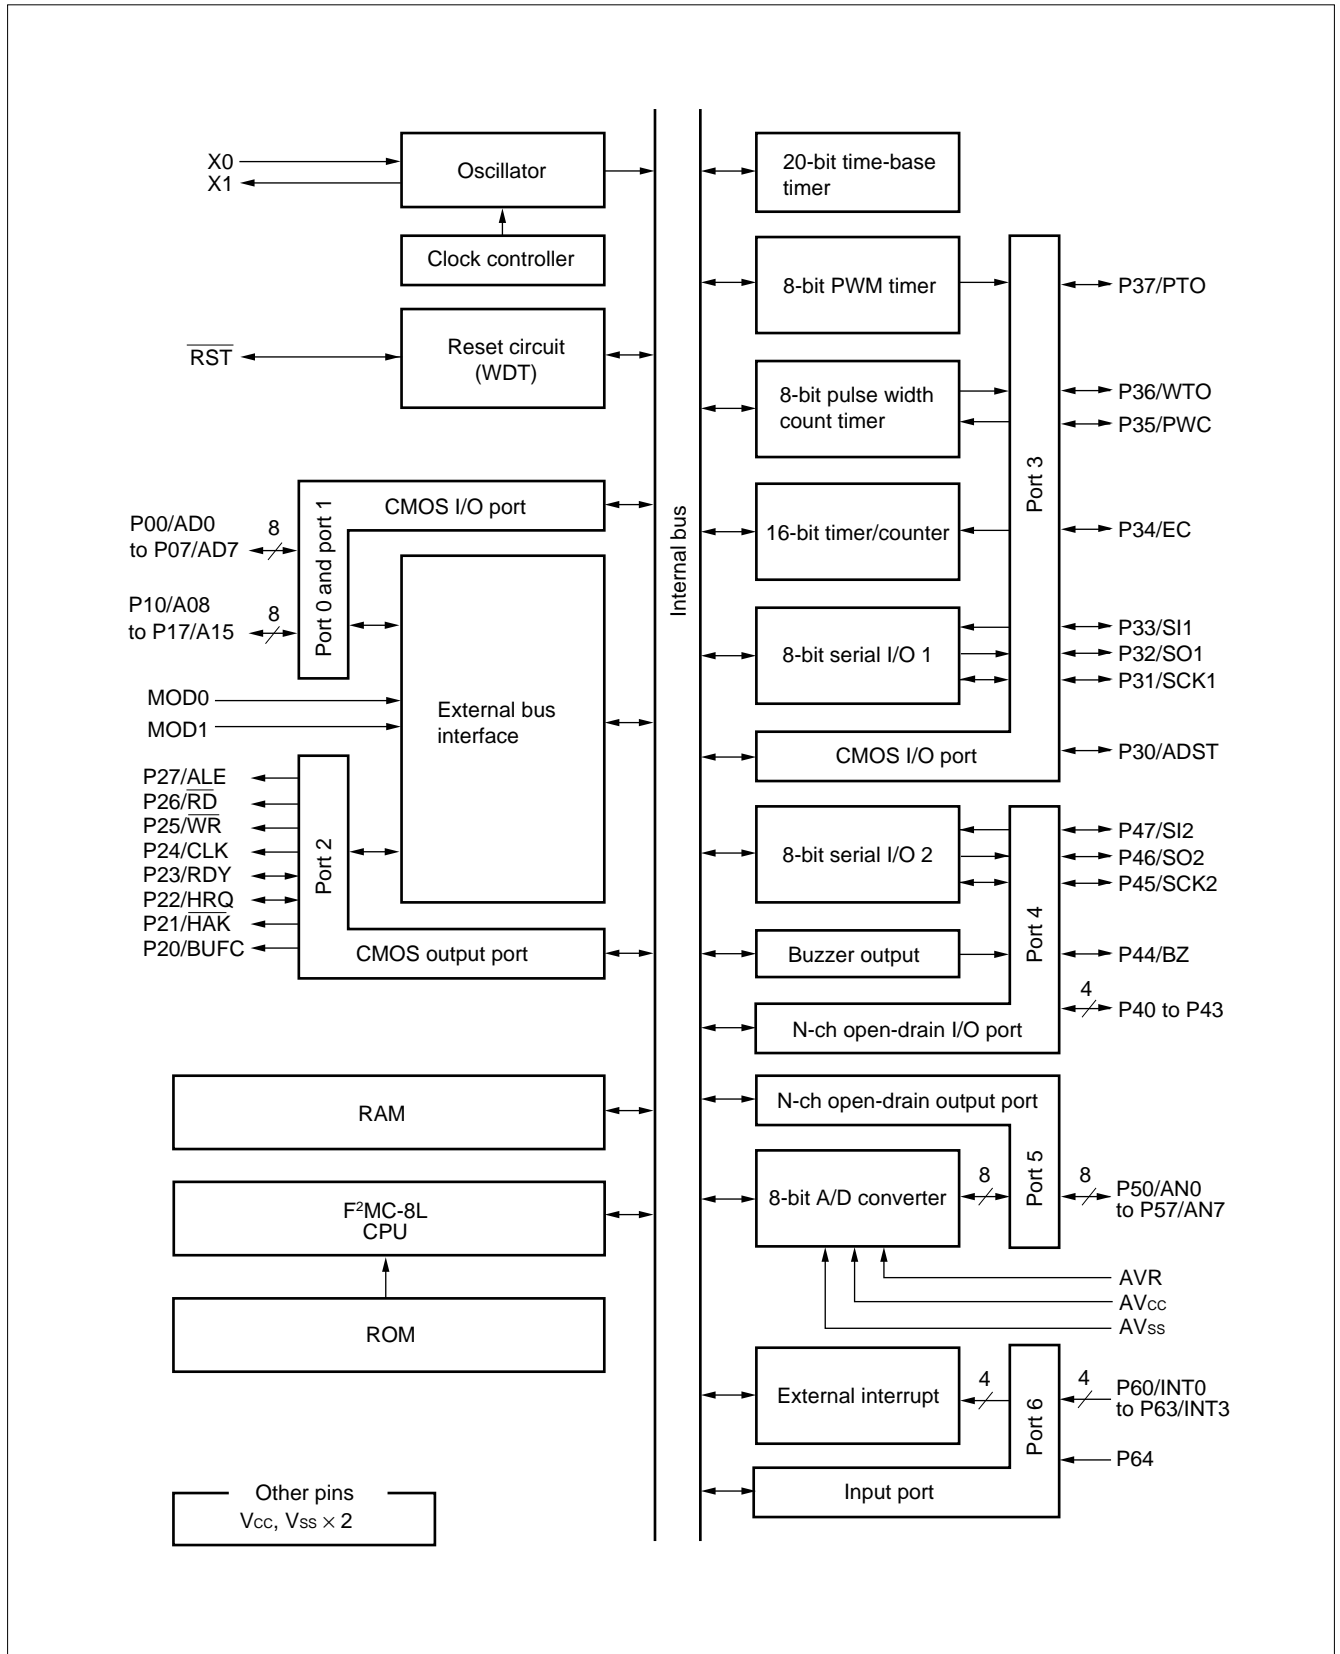 X0
X1
Oscillator
Clock controller
RST
Reset circuit
(WDT)
CMOS I/O port
Port 0 and port 1
P00/AD0
to P07/AD7
8
P10/A08
to P17/A15
8
MOD0
MOD1
External bus
interface
P27/ALE
P26/RD
P25/WR
P24/CLK
P23/RDY
P22/HRQ
P21/HAK
P20/BUFC
Port 2
CMOS output port
RAM
F²MC-8L
CPU
ROM
Other pins
VCC, VSS × 2
Internal bus
20-bit time-base
timer
8-bit PWM timer
8-bit pulse width
count timer
16-bit timer/counter
8-bit serial I/O 1
CMOS I/O port
Port 3
P37/PTO
P36/WTO
P35/PWC
P34/EC
P33/SI1
P32/SO1
P31/SCK1
P30/ADST
8-bit serial I/O 2
Buzzer output
N-ch open-drain I/O port
Port 4
P47/SI2
P46/SO2
P45/SCK2
P44/BZ
4
P40 to P43
N-ch open-drain output port
8-bit A/D converter
8
Port 5
8
P50/AN0
to P57/AN7
AVR
AVCC
AVSS
External interrupt
4
Port 6
4
P60/INT0
to P63/INT3
P64
Input port